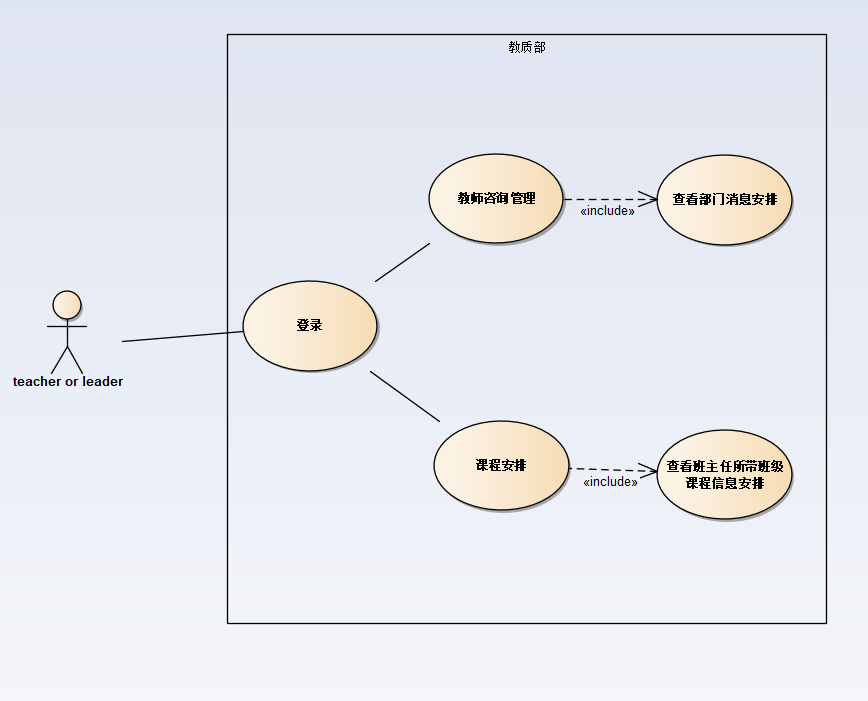 教质部
教师咨询管理
«include»
查看部门消息安排
登录
teacher or leader
课程安排
«include»
查看班主任所带班级
课程信息安排